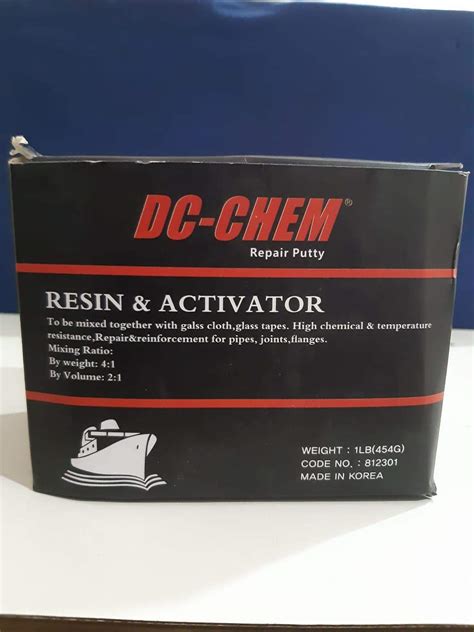 DC-CHEM®
Repair Putty
RESIN & ACTIVATOR
To be mixed together with galss cloth,glass tapes. High chemical & temperature
resistance,Repair&reinforcement for pipes, joints,flanges.
Mixing Ratio:
By weight: 4:1
By Volume: 2:1
WEIGHT : 1LB(454G)
CODE NO. : 812301
MADE IN KOREA